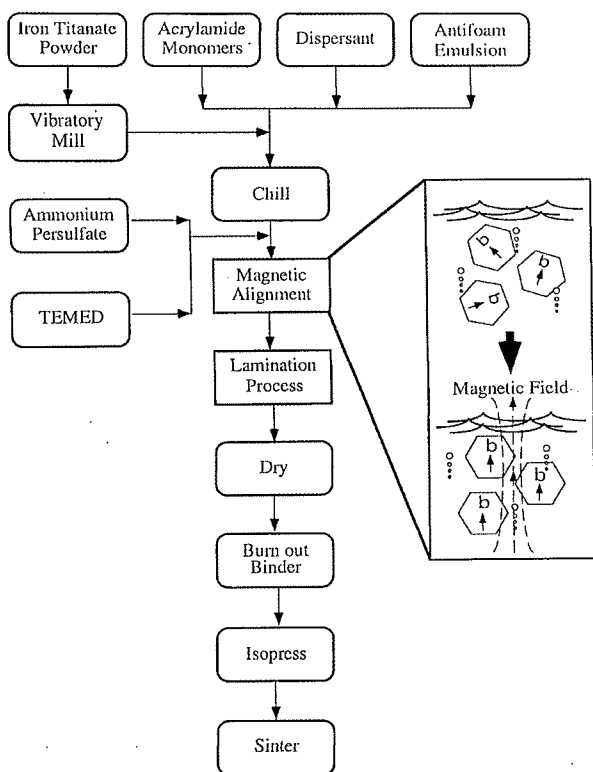 Iron Titanate
Powder
Acrylamide
Monomers
Dispersant
Antifoam
Emulsion
Vibratory
Mill
Chill
Ammonium
Persulfate
TEMED
Magnetic
Alignment
Lamination
Process
Dry
Burn out
Binder
Isopress
Sinter
b
b
b
Magnetic Field
b
b
b